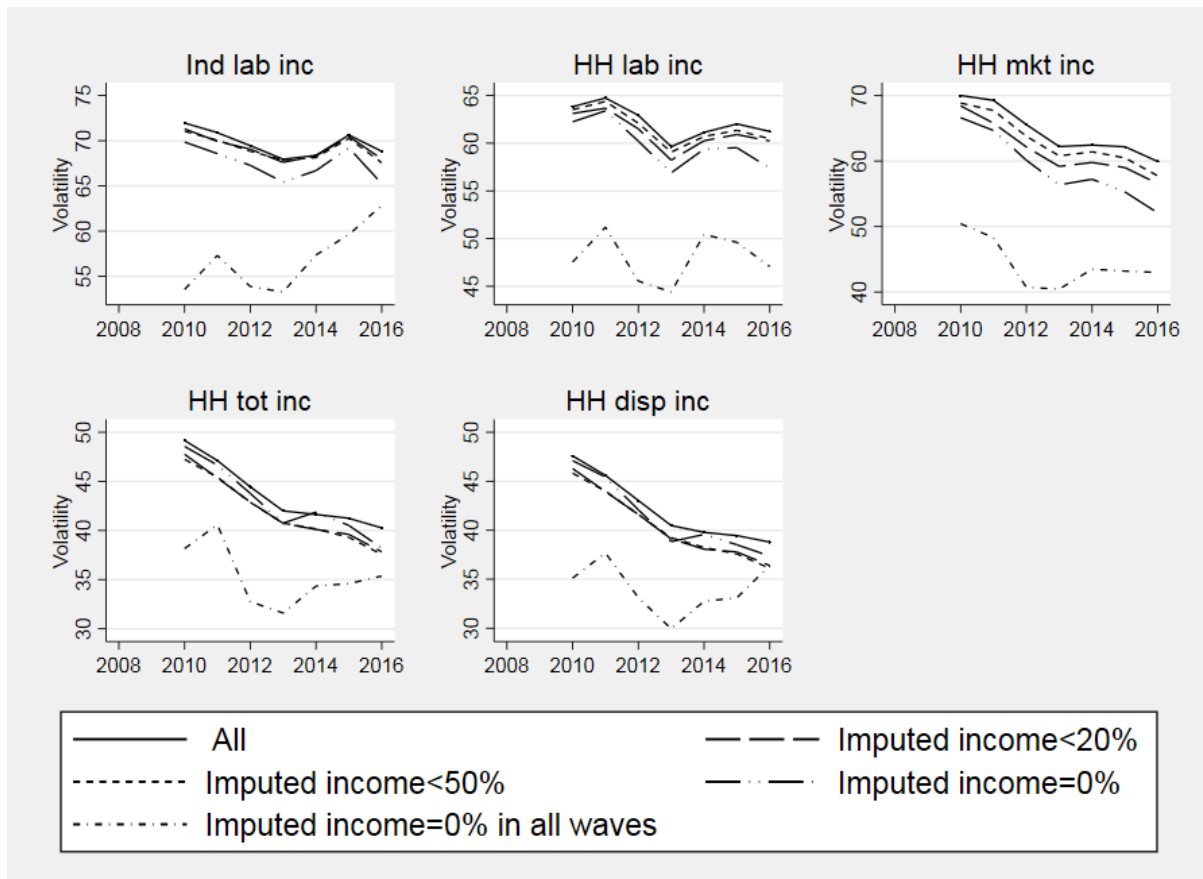 Ind lab inc
Volatility
75
70
65
60
55
2008 2010 2012 2014 2016
HH lab inc
Volatility
65
60
55
50
45
2008 2010 2012 2014 2016
HH mkt inc
Volatility
70
60
50
40
2008 2010 2012 2014 2016
HH tot inc
Volatility
50
45
40
35
30
2008 2010 2012 2014 2016
HH disp inc
Volatility
50
45
40
35
30
2008 2010 2012 2014 2016
All
Imputed income<20%
Imputed income<50%
Imputed income=0%
Imputed income=0% in all waves